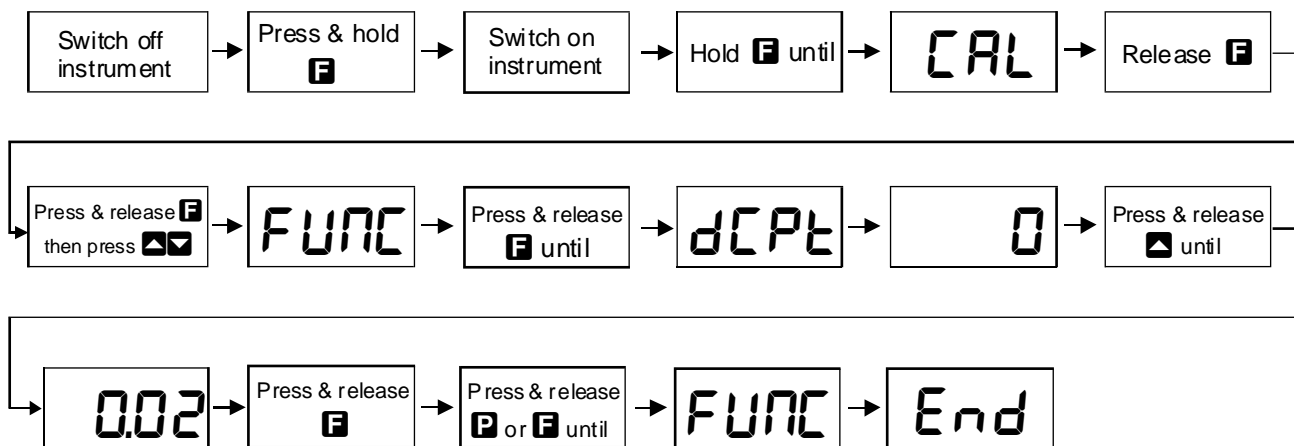 Switch off
instrument
Press & hold
F
Switch on
instrument
Hold F until
CAL
Release F
Press & release F
then press ▲▼
FUNC
Press & release
F until
dCPt
0
Press & release
▲ until
0.02
Press & release
F
Press & release
P or F until
FUNC
End